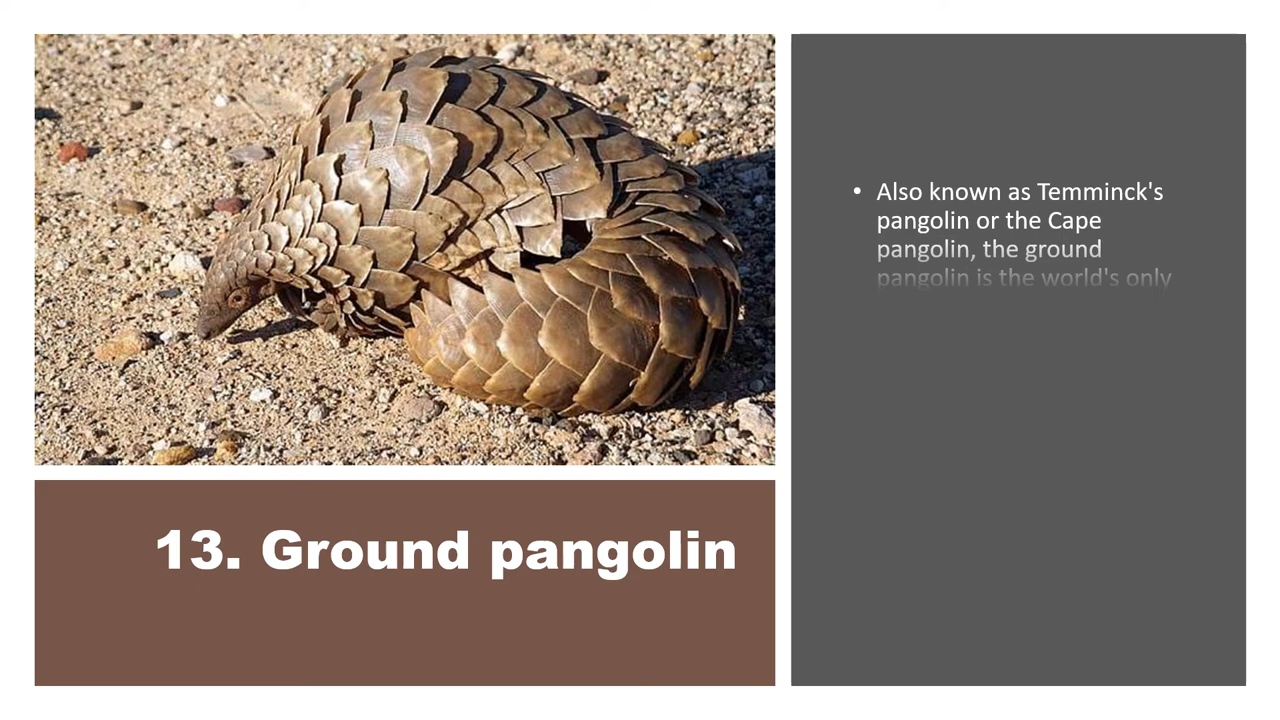 13. Ground pangolin
• Also known as Temminck's
pangolin or the Cape
pangolin, the ground
pangolin is the world's only